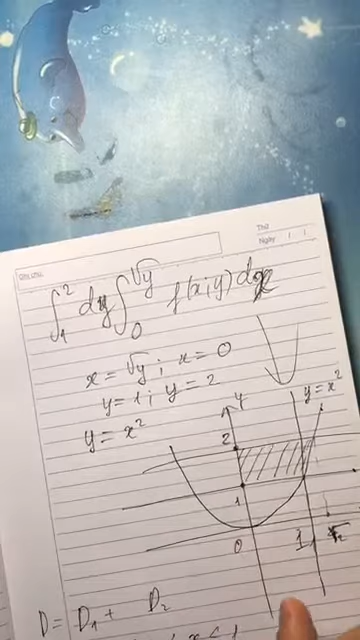 Thứ
Ngày
∫₁² dy ∫₀^√y f(x;y) dx
x = √y ; x = 0
y = 1 ; y = 2
y = x²
y = x²
y
2
1
0
1
√2
D = D₁ + D₂